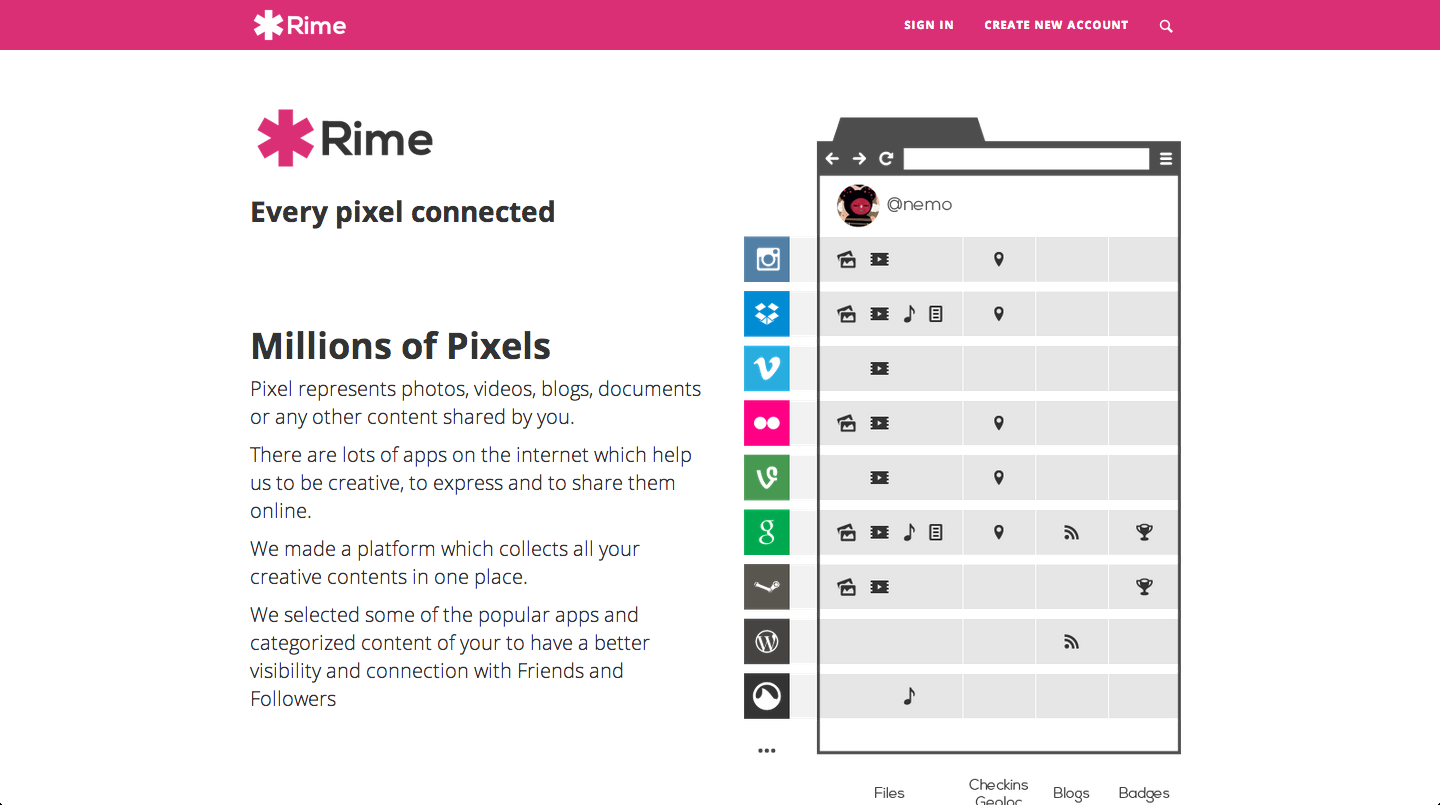 Rime
SIGN IN
CREATE NEW ACCOUNT
Rime
Every pixel connected
Millions of Pixels
Pixel represents photos, videos, blogs, documents
or any other content shared by you.
There are lots of apps on the internet which help
us to be creative, to express and to share them
online.
We made a platform which collects all your
creative contents in one place.
We selected some of the popular apps and
categorized content of your to have a better
visibility and connection with Friends and
Followers
@nemo
...
Files
Checkins
Geoloc
Blogs
Badges